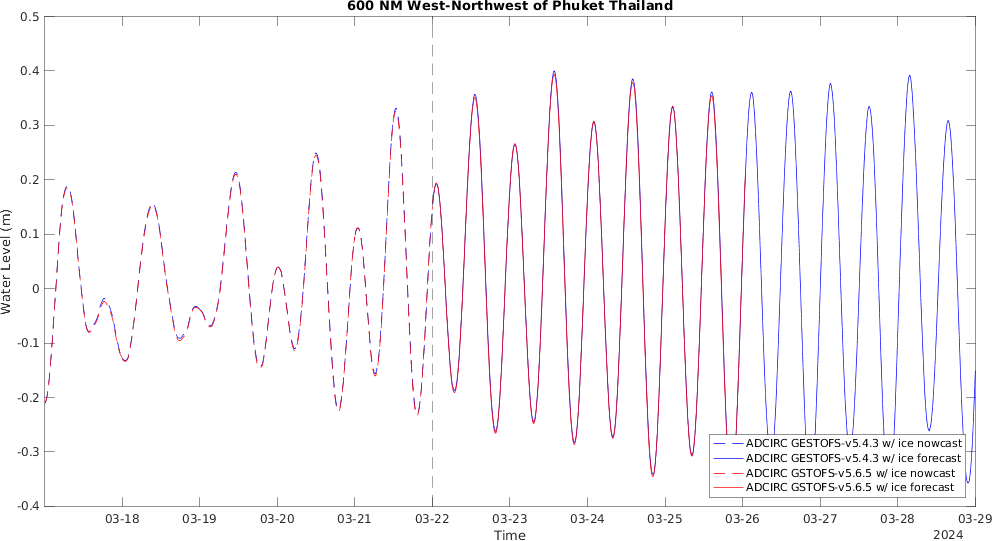 600 NM West-Northwest of Phuket Thailand
0.5
0.4
0.3
0.2
0.1
0
-0.1
-0.2
-0.3
-0.4
Water Level (m)
ADCIRC GESTOFS-v5.4.3 w/ ice nowcast
ADCIRC GESTOFS-v5.4.3 w/ ice forecast
ADCIRC GSTOFS-v5.6.5 w/ ice nowcast
ADCIRC GSTOFS-v5.6.5 w/ ice forecast
03-18 03-19 03-20 03-21 03-22 03-23 03-24 03-25 03-26 03-27 03-28 03-29
Time
2024